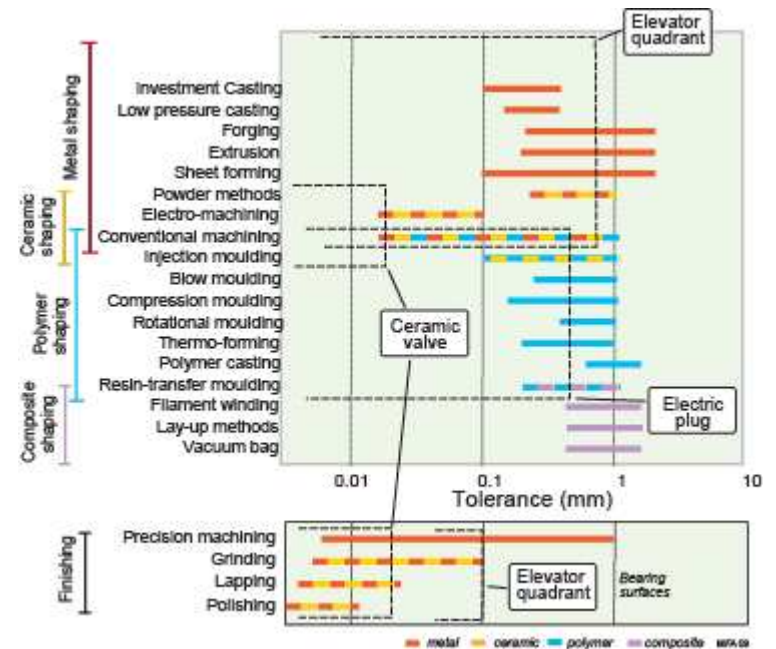 Elevator
quadrant
Metal shaping
Investment Casting
Low pressure casting
Forging
Extrusion
Sheet forming
Ceramic
shaping
Powder methods
Electro-machining
Conventional machining
Injection moulding
Polymer
shaping
Blow moulding
Compression moulding
Rotational moulding
Thermo-forming
Polymer casting
Ceramic
valve
Composite
shaping
Resin-transfer moulding
Filament winding
Lay-up methods
Vacuum bag
Electric
plug
0.01 0.1 1 10
Tolerance (mm)
Finishing
Precision machining
Grinding
Lapping
Polishing
Elevator
quadrant
Bearing
surfaces
metal ceramic polymer composite